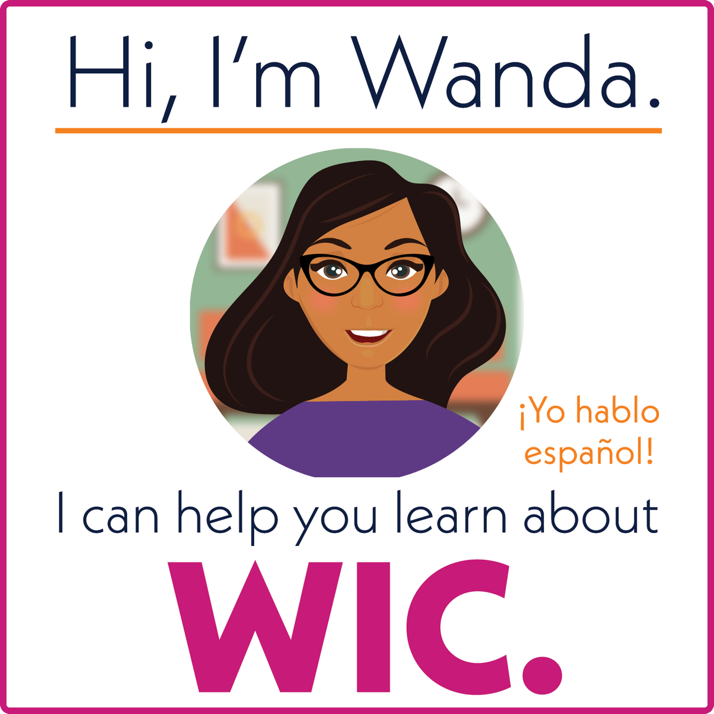 Hi, I’m Wanda.
¡Yo hablo
español!
I can help you learn about
WIC.